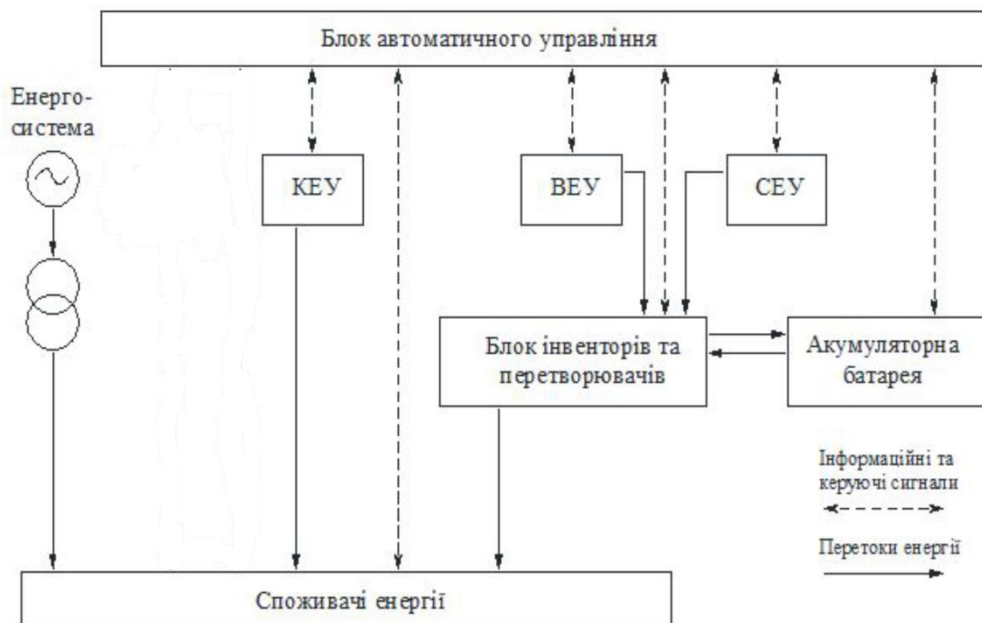 Блок автоматичного управління
Енерго-
система
КЕУ
ВЕУ
СЕУ
Блок інвенторів та
перетворювачів
Акумуляторна
батарея
Інформаційні та
керуючі сигнали
Перетоки енергії
Споживачі енергії